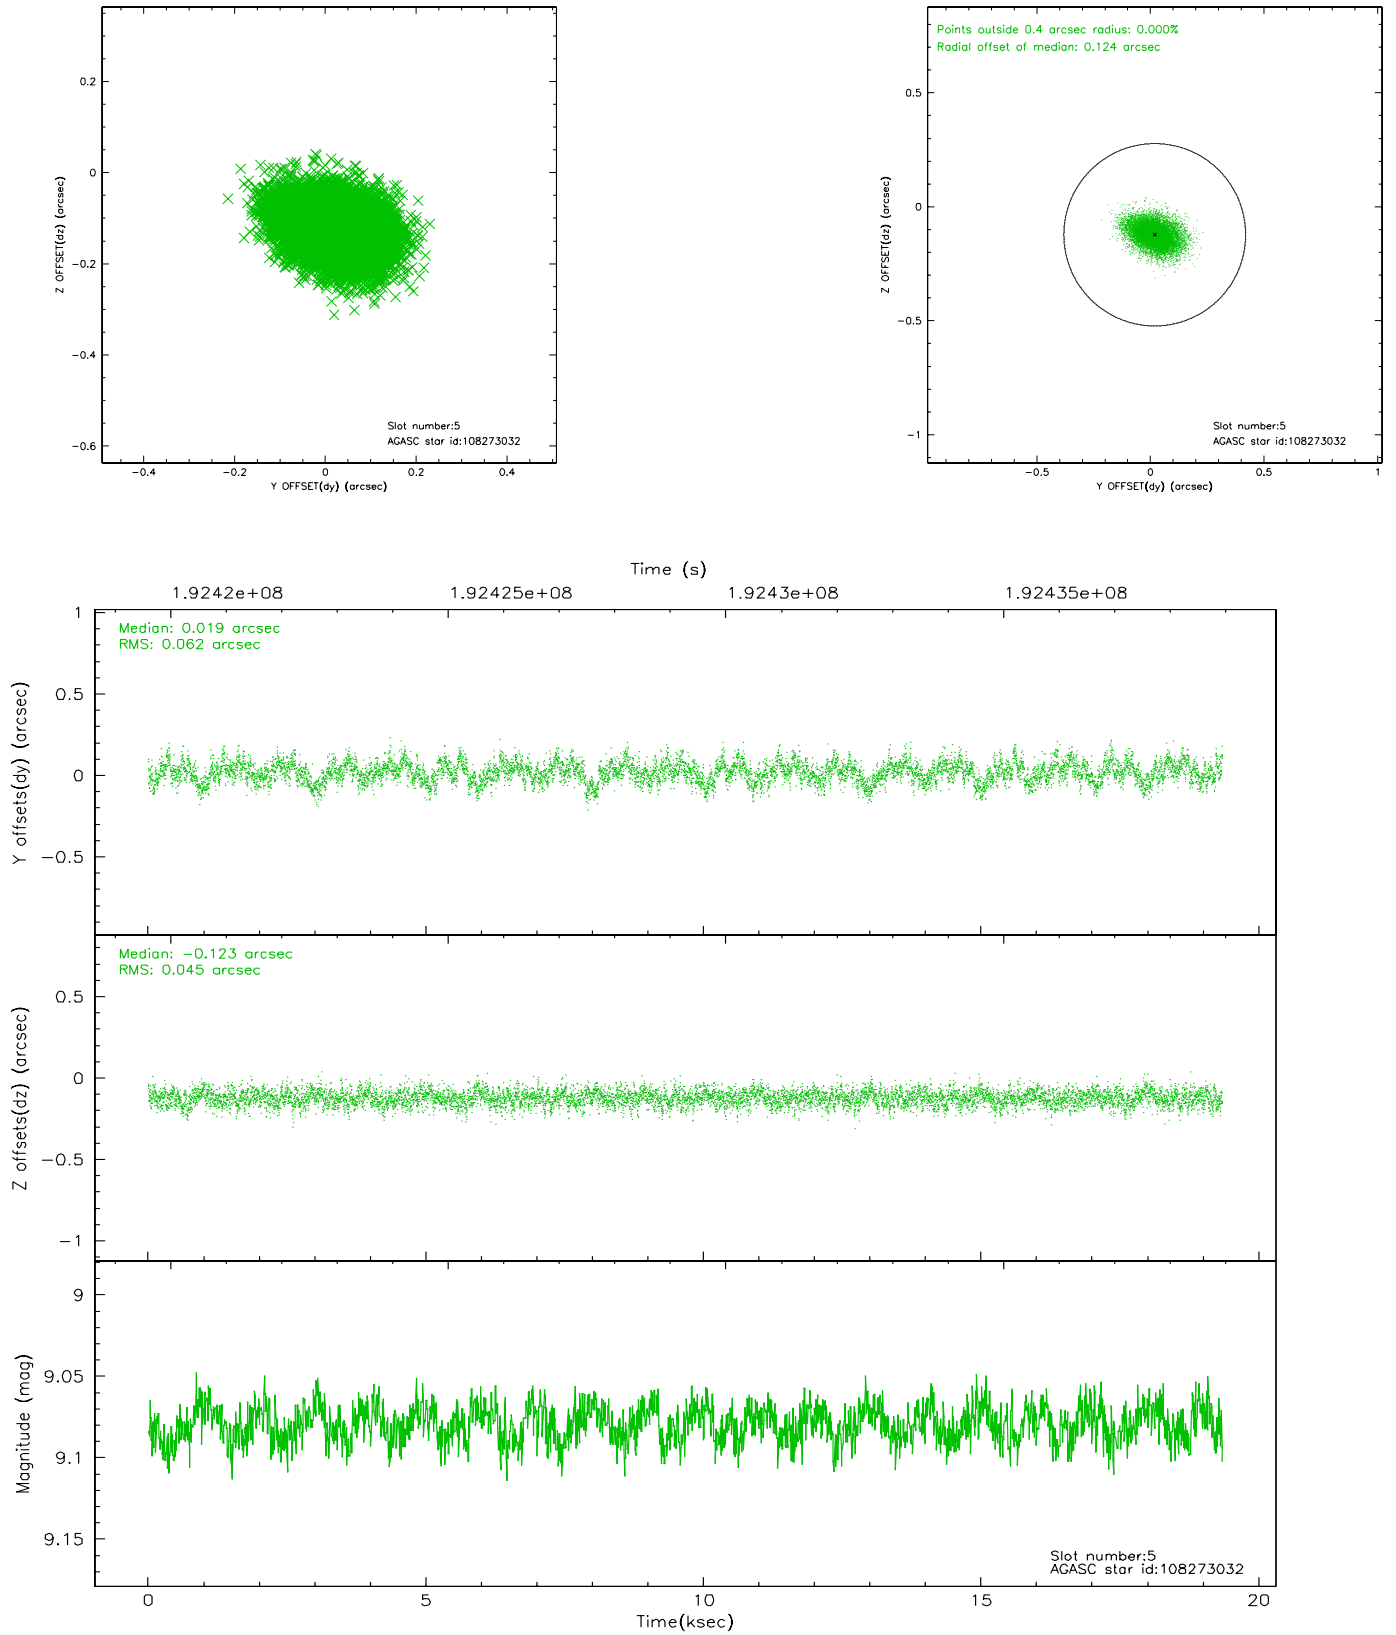 0.2
0
-0.2
-0.4
-0.6
Z OFFSET(dz) (arcsec)
Slot number:5
AGASC star id:108273032
-0.4 -0.2 0 0.2 0.4
Y OFFSET(dy) (arcsec)
Points outside 0.4 arcsec radius: 0.000%
Radial offset of median: 0.124 arcsec
0.5
0
-0.5
-1
Z OFFSET(dz) (arcsec)
Slot number:5
AGASC star id:108273032
-0.5 0 0.5 1
Y OFFSET(dy) (arcsec)
Time (s)
1.9242e+08 1.92425e+08 1.9243e+08 1.92435e+08
Median: 0.019 arcsec
RMS: 0.062 arcsec
1
0.5
0
-0.5
Y offsets(dy) (arcsec)
Median: -0.123 arcsec
RMS: 0.045 arcsec
0.5
0
-0.5
-1
Z offsets(dz) (arcsec)
9
9.05
9.1
9.15
Magnitude (mag)
Slot number:5
AGASC star id:108273032
0 5 10 15 20
Time(ksec)